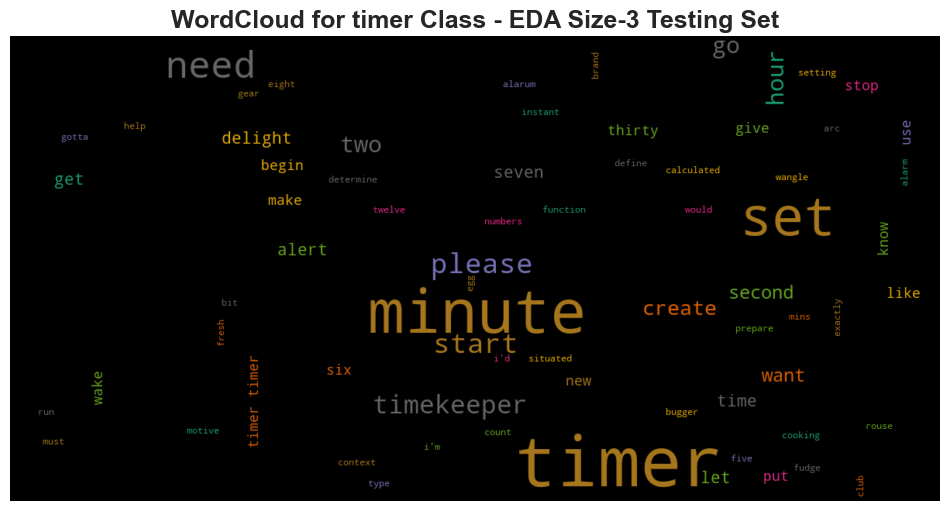 WordCloud for timer Class - EDA Size-3 Testing Set
need
go
brand
hour
setting
stop
eight
gear
alarum
instant
gotta
help
delight
two
thirty
give
arc
use
begin
seven
define
calculated
wangle
alarm
get
determine
make
twelve
numbers
function
would
set
know
alert
please
egg
second
like
bit
fresh
minute
create
mins
exactly
prepare
start
i'd
situated
timer timer
six
new
want
wake
timekeeper
time
run
bugger
must
motive
i'm
count
cooking
rouse
context
type
timer
five
fudge
let
put
club